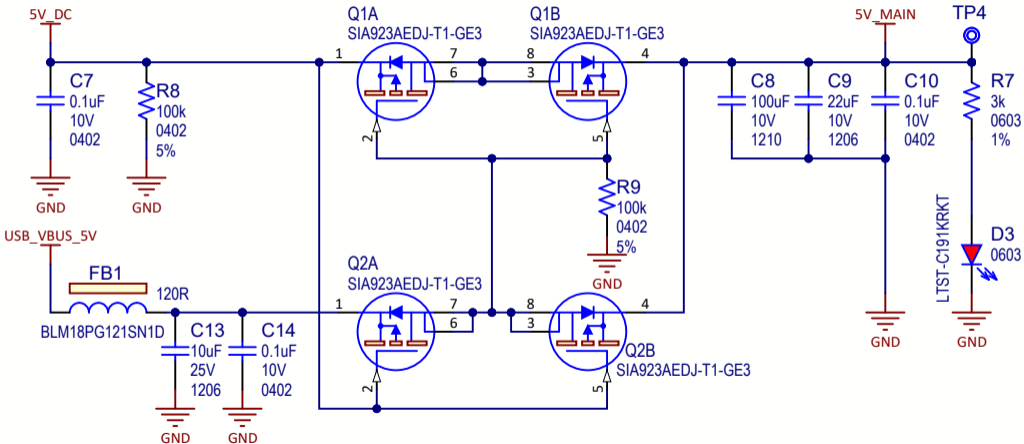 5V_DC
Q1A
SIA923AEDJ-T1-GE3
Q1B
SIA923AEDJ-T1-GE3
5V_MAIN
TP4
1
7
6
2
8
3
4
5
C7
0.1uF
10V
0402
GND
R8
100k
0402
5%
GND
C8
100uF
10V
1210
C9
22uF
10V
1206
C10
0.1uF
10V
0402
GND
R7
3k
0603
1%
R9
100k
0402
5%
GND
LTST-C191KRKT
D3
0603
GND
USB_VBUS_5V
FB1
120R
BLM18PG121SN1D
C13
10uF
25V
1206
GND
C14
0.1uF
10V
0402
GND
Q2A
SIA923AEDJ-T1-GE3
1
7
6
2
8
3
4
5
Q2B
SIA923AEDJ-T1-GE3